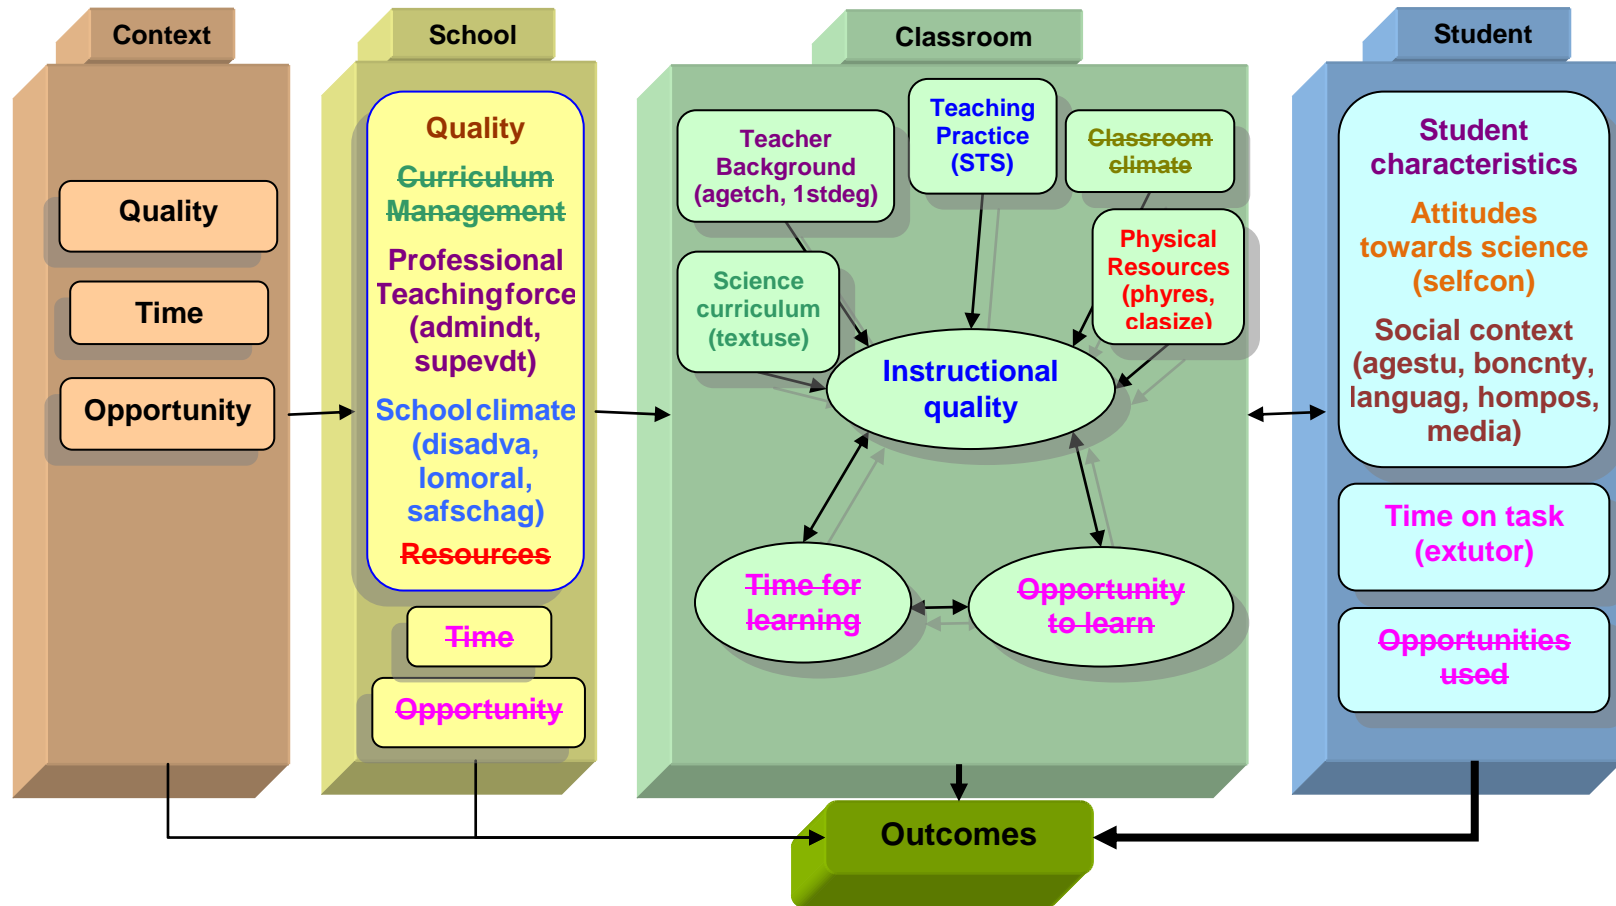 Context
Quality
Time
Opportunity
School
Quality
Curriculum
Management
Professional
Teaching force
(admindt,
supevdt)
School climate
(disadva,
lomoral,
safschag)
Resources
Time
Opportunity
Classroom
Teacher
Background
(agetch, 1stdeg)
Teaching
Practice
(STS)
Classroom
climate
Science
curriculum
(textuse)
Physical
Resources
(phyres,
clasize)
Instructional
quality
Time for
learning
Opportunity
to learn
Student
Student
characteristics
Attitudes
towards science
(selfcon)
Social context
(agestu, boncnty,
languag, hompos,
media)
Time on task
(extutor)
Opportunities
used
Outcomes